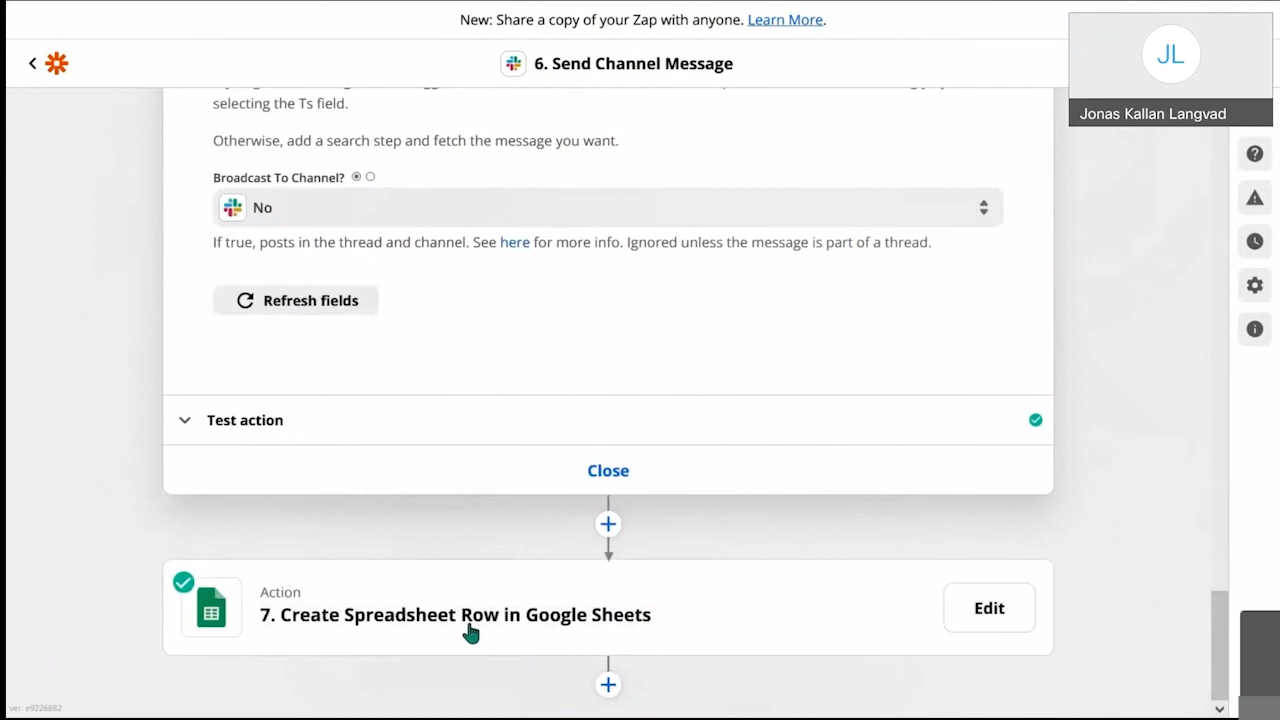 New: Share a copy of your Zap with anyone. Learn More.
6. Send Channel Message
JL
Jonas Kallan Langvad
selecting the Ts field.
Otherwise, add a search step and fetch the message you want.
Broadcast To Channel?
No
If true, posts in the thread and channel. See here for more info. Ignored unless the message is part of a thread.
Refresh fields
Test action
Close
Action
7. Create Spreadsheet Row in Google Sheets
Edit
ver: e9226882